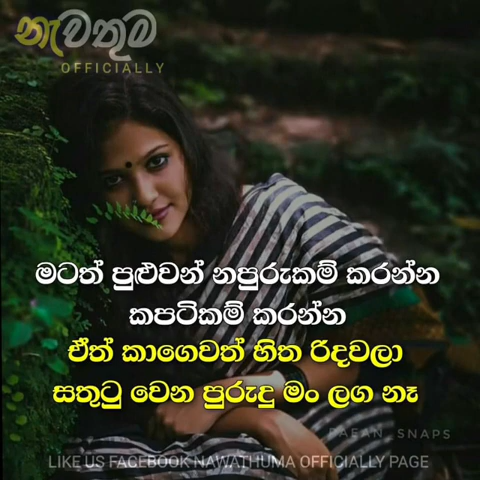 නැවතුම
OFFICIALLY
මටත් පුළුවන් නපුරුකම් කරන්න
කපටිකම් කරන්න
ඒත් කාගෙවත් හිත රිදවලා
සතුටු වෙන පුරුදු මං ලග නෑ
PAEAN_SNAPS
LIKE US FACEBOOK NAWATHUMA OFFICIALLY PAGE